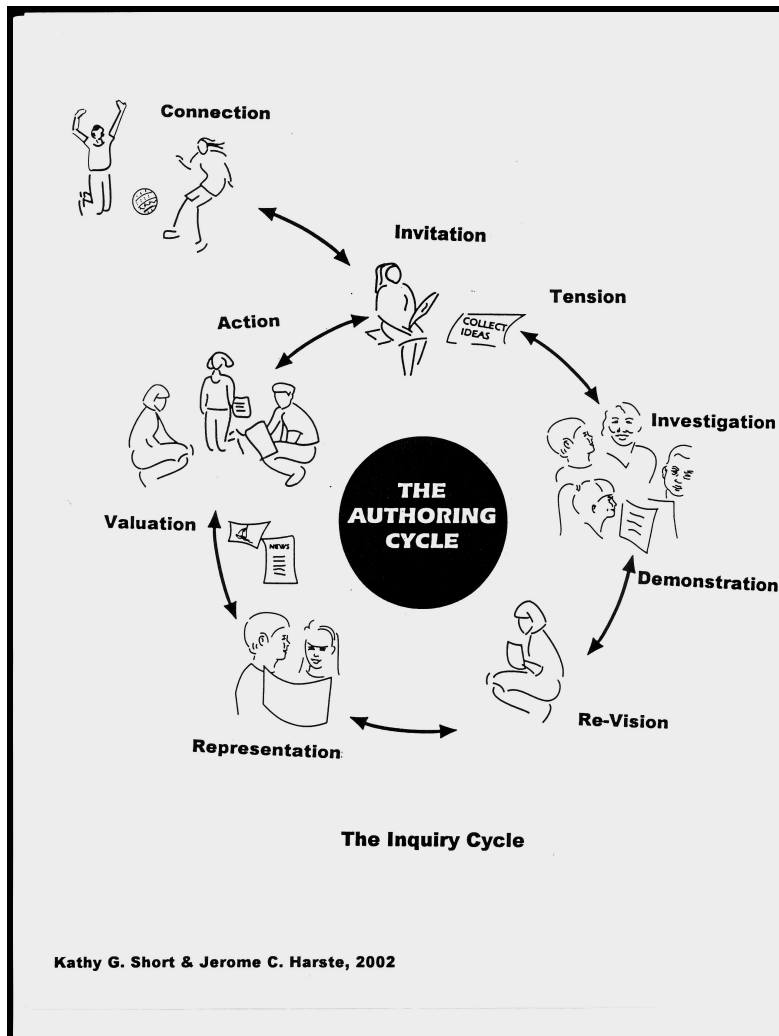 Connection
Invitation
Tension
COLLECT
IDEAS
Action
Investigation
THE
AUTHORING
CYCLE
Valuation
NEWS
Demonstration
Re-Vision
Representation
The Inquiry Cycle
Kathy G. Short & Jerome C. Harste, 2002